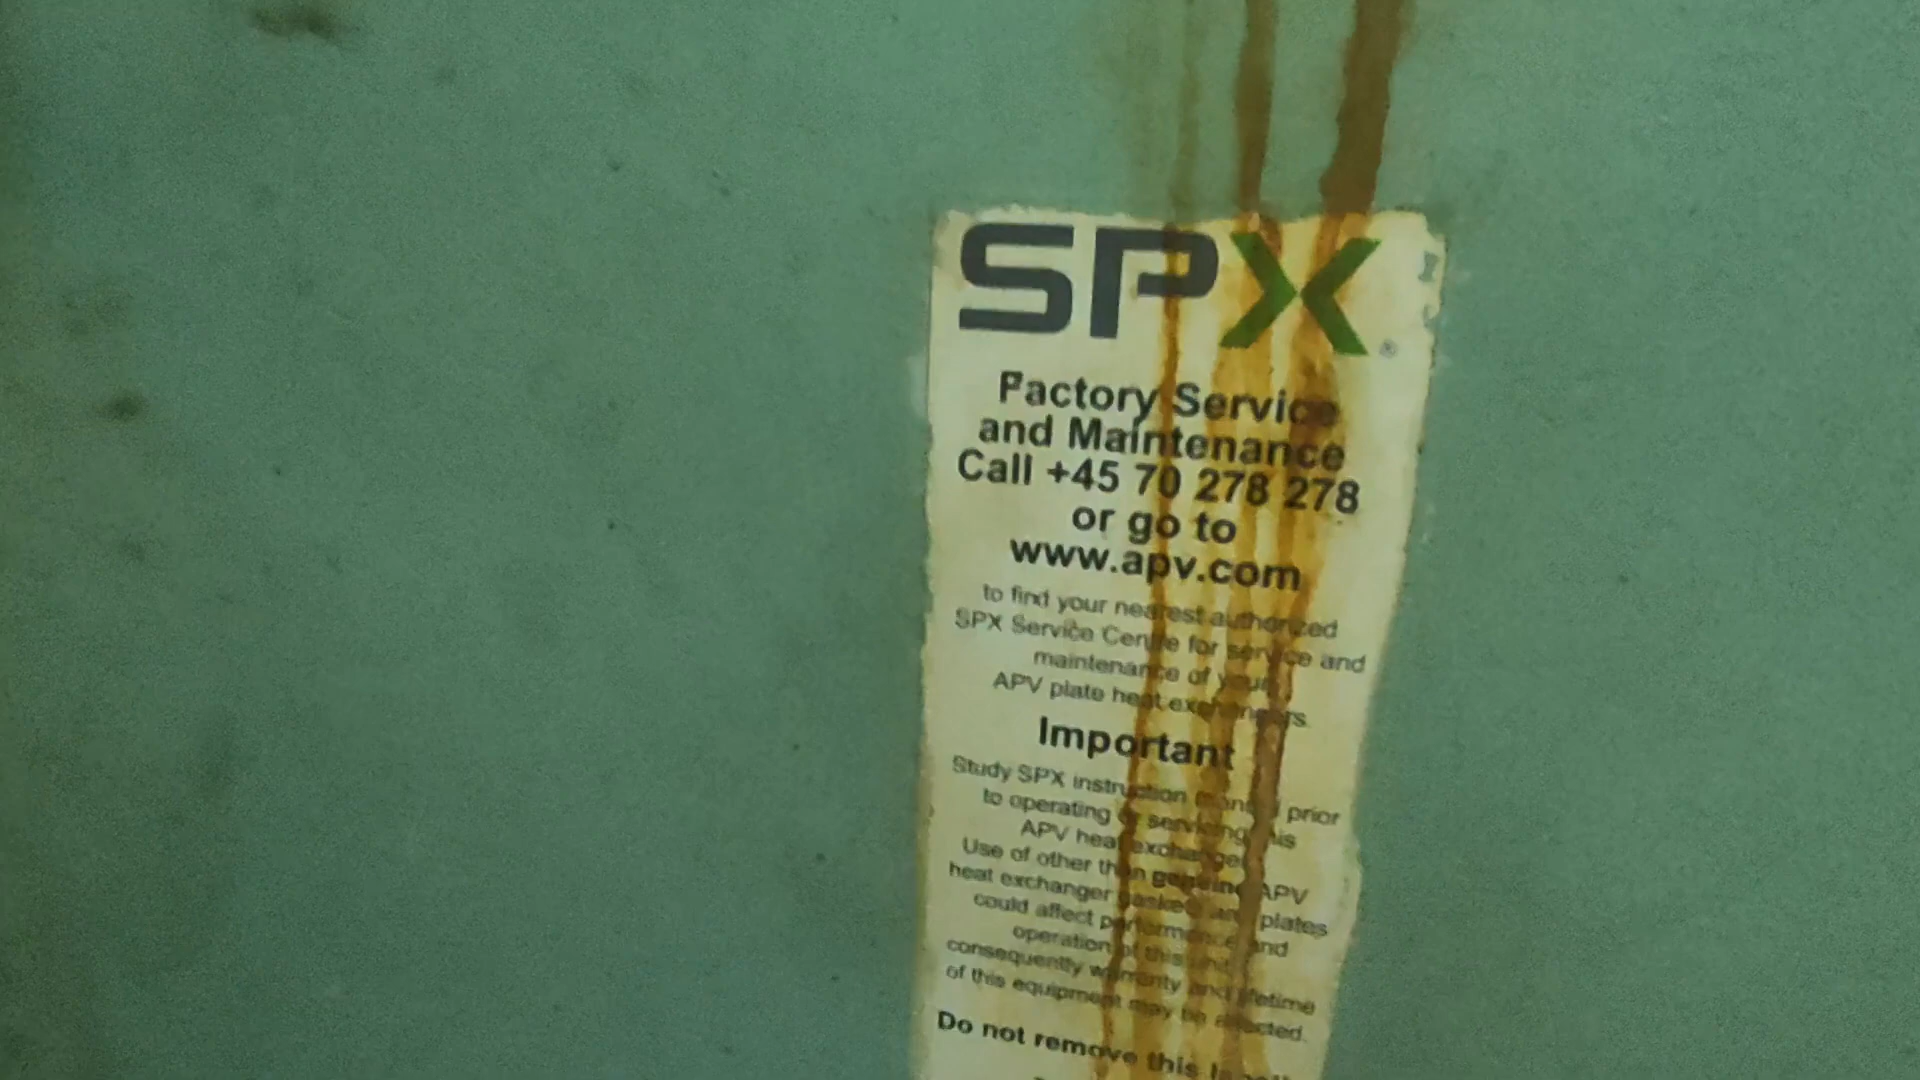 SPX®
Factory Service
and Maintenance
Call +45 70 278 278
or go to
www.apv.com
to find your nearest authorized
SPX Service Centre for service and
maintenance of your
APV plate heat exchangers.
Important
Study SPX instruction manual prior
to operating or servicing this
APV heat exchanger.
Use of other than genuine APV
heat exchanger gaskets and plates
could affect performance and
operation of this unit
consequently warranty and lifetime
of this equipment may be affected.
Do not remove this